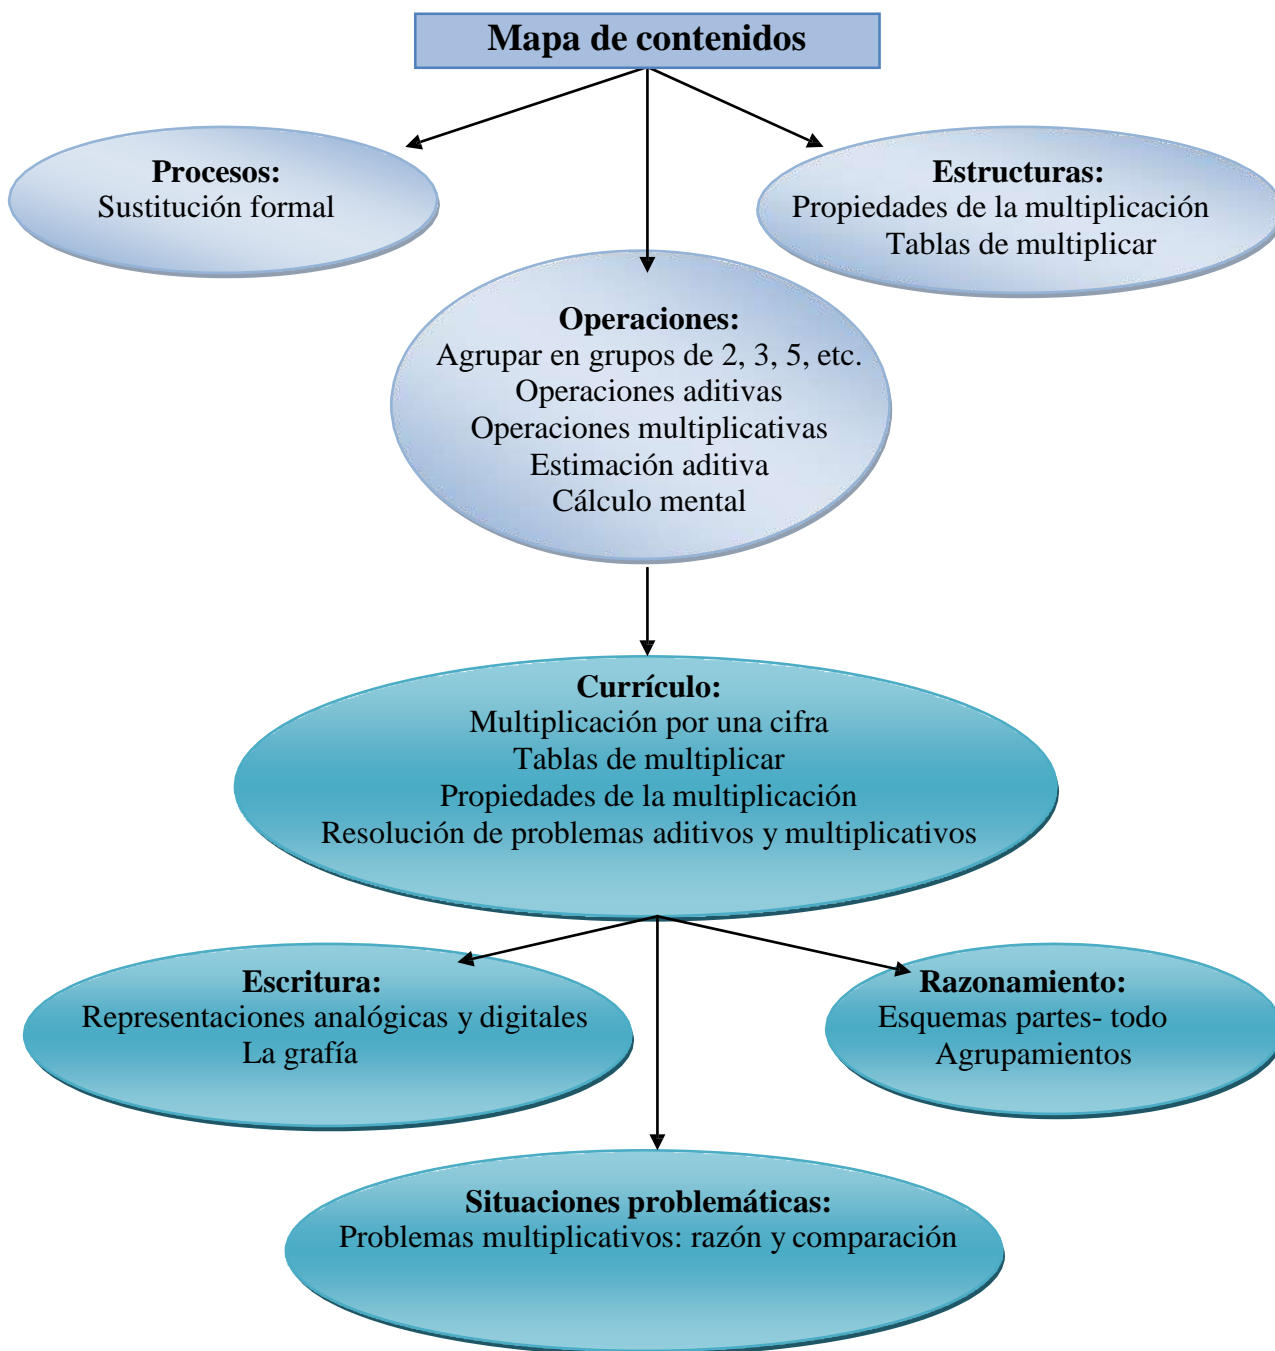 Mapa de contenidos
Procesos:
Sustitución formal
Estructuras:
Propiedades de la multiplicación
Tablas de multiplicar
Operaciones:
Agrupar en grupos de 2, 3, 5, etc.
Operaciones aditivas
Operaciones multiplicativas
Estimación aditiva
Cálculo mental
Currículo:
Multiplicación por una cifra
Tablas de multiplicar
Propiedades de la multiplicación
Resolución de problemas aditivos y multiplicativos
Escritura:
Representaciones analógicas y digitales
La grafía
Razonamiento:
Esquemas partes- todo
Agrupamientos
Situaciones problemáticas:
Problemas multiplicativos: razón y comparación